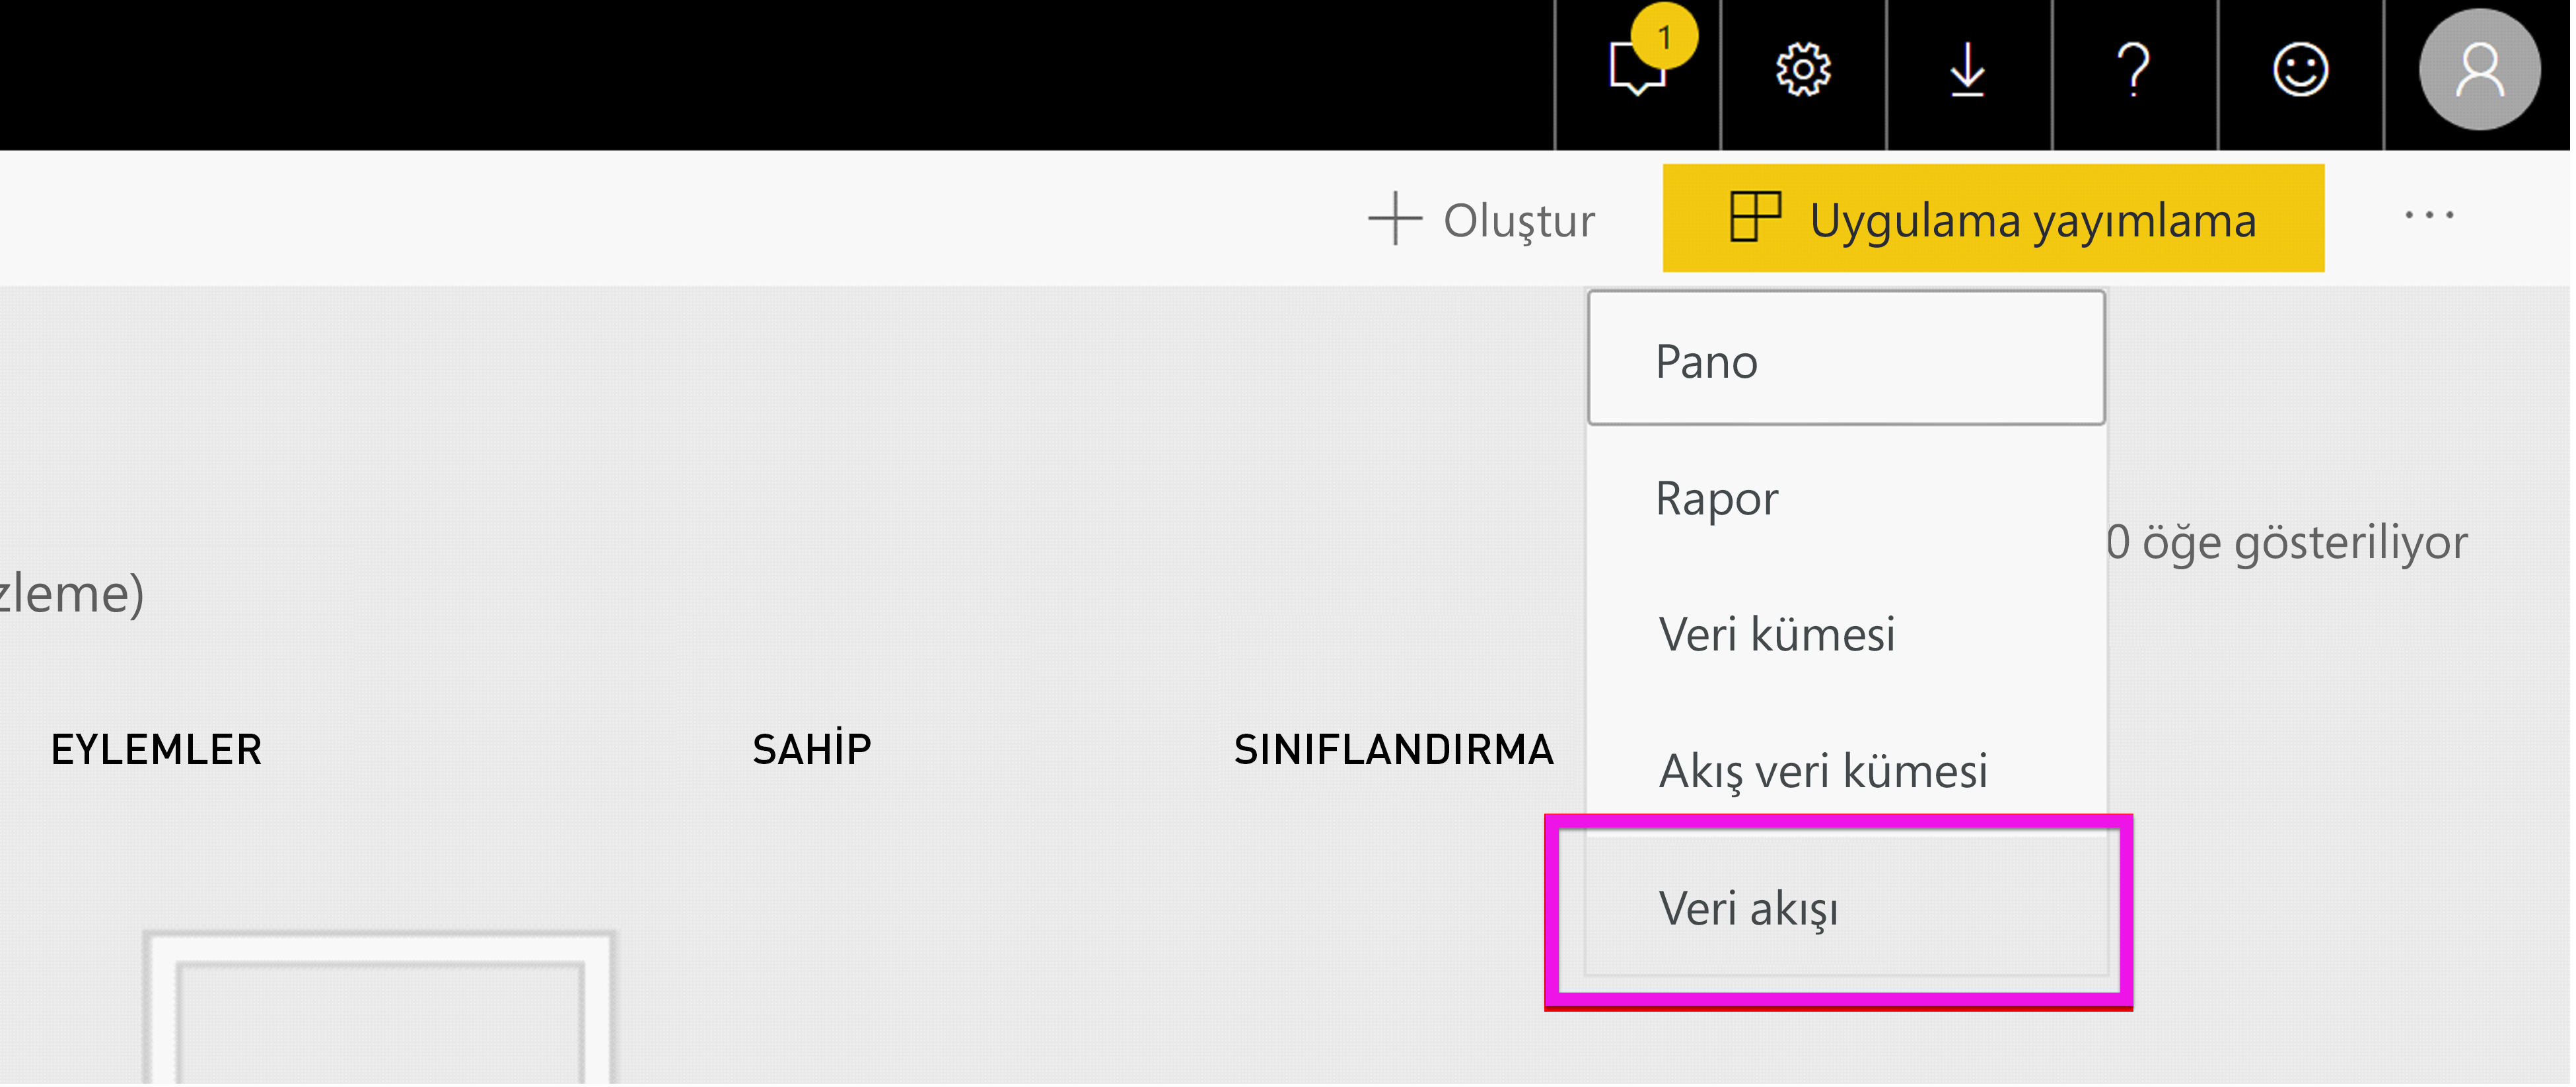 1
?
Oluştur
Uygulama yayımlama
...
Pano
Rapor
0 öğe gösteriliyor
zleme)
Veri kümesi
EYLEMLER
SAHİP
SINIFLANDIRMA
Akış veri kümesi
Veri akışı